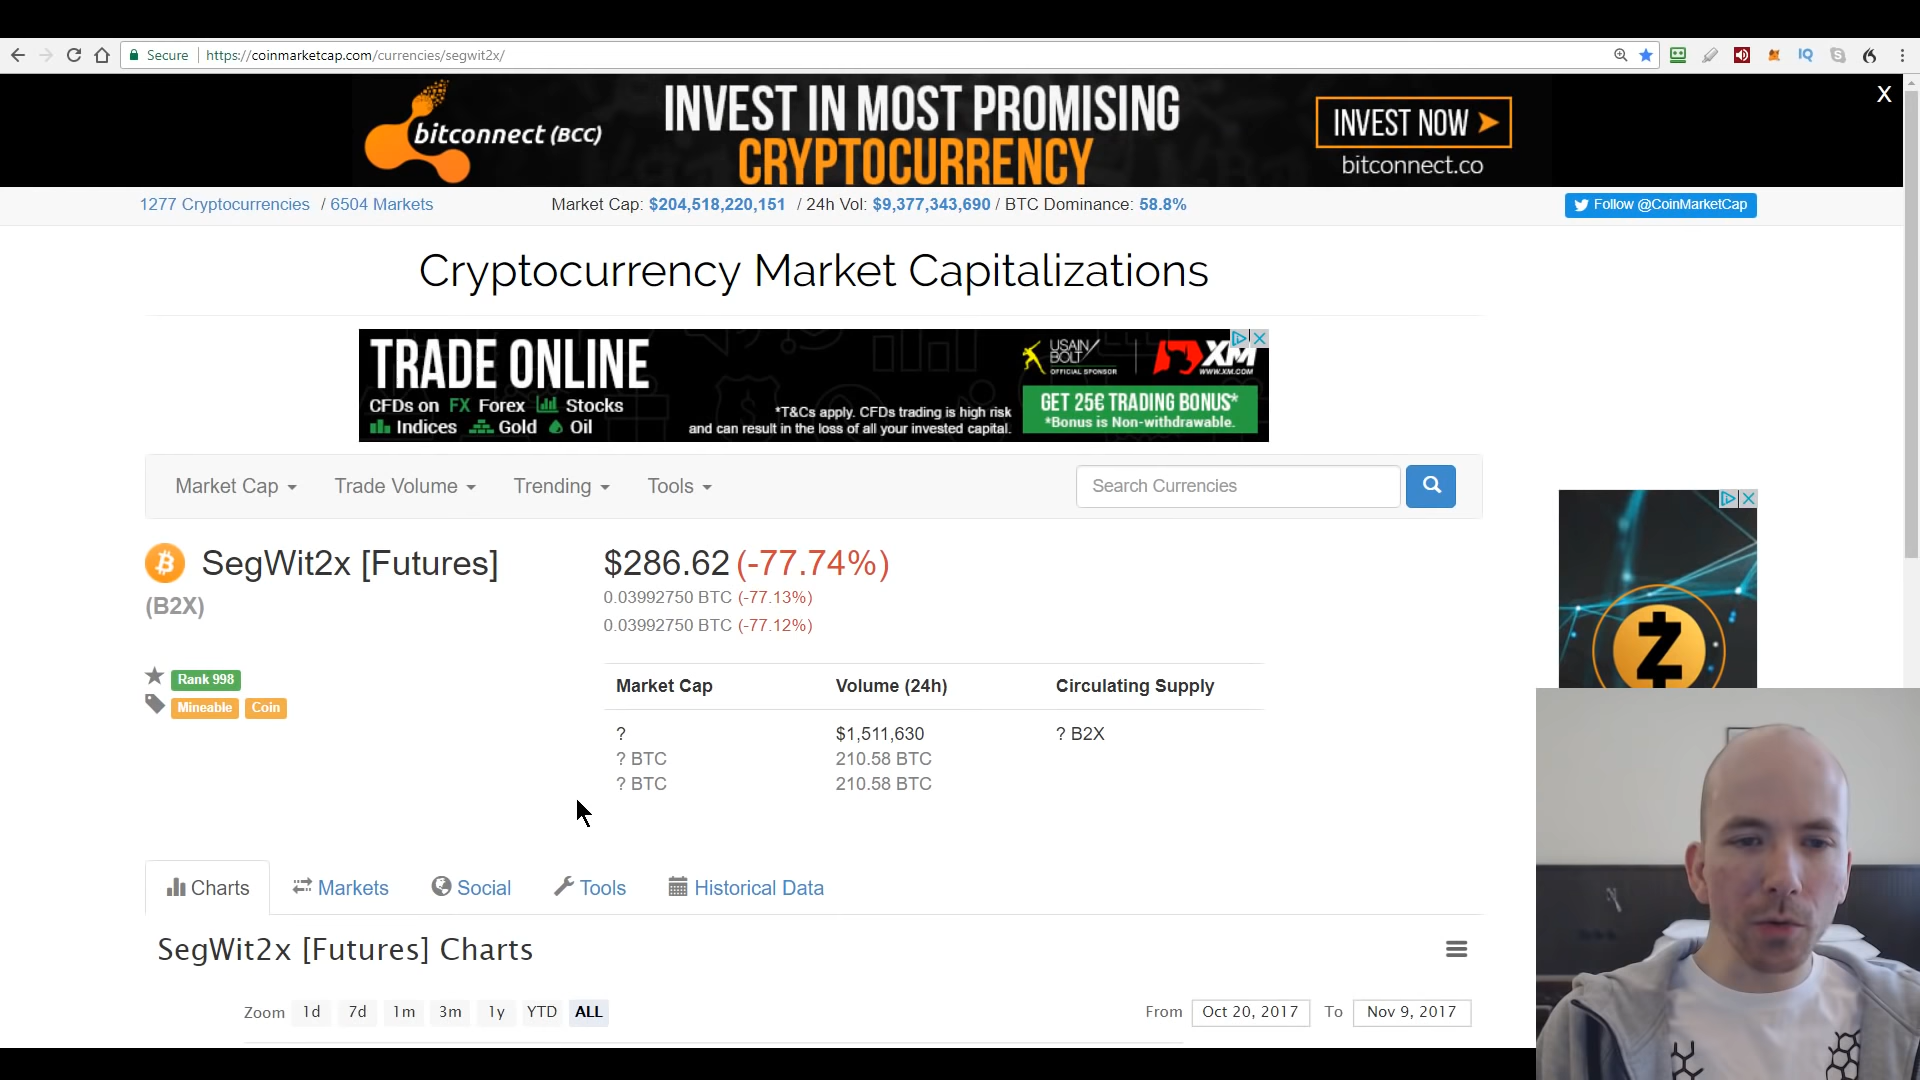 Secure
https://coinmarketcap.com/currencies/segwit2x/
IQ
bitconnect (BCC)
INVEST IN MOST PROMISING
CRYPTOCURRENCY
INVEST NOW
bitconnect.co
X
1277 Cryptocurrencies / 6504 Markets
Market Cap: $204,518,220,151 / 24h Vol: $9,377,343,690 / BTC Dominance: 58.8%
Follow @CoinMarketCap
Cryptocurrency Market Capitalizations
TRADE ONLINE
CFDs on FX Forex Stocks
Indices Gold Oil
*T&Cs apply. CFDs trading is high risk
and can result in the loss of all your invested capital.
USAIN
BOLT
OFFICIAL SPONSOR
XM
WWW.XM.COM
GET 25€ TRADING BONUS*
*Bonus is Non-withdrawable.
Market Cap
Trade Volume
Trending
Tools
Search Currencies
SegWit2x [Futures]
(B2X)
$286.62 (-77.74%)
0.03992750 BTC (-77.13%)
0.03992750 BTC (-77.12%)
Rank 998
Mineable
Coin
Market Cap Volume (24h) Circulating Supply
? $1,511,630 ? B2X
? BTC 210.58 BTC
? BTC 210.58 BTC
Charts
Markets
Social
Tools
Historical Data
SegWit2x [Futures] Charts
Zoom 1d 7d 1m 3m 1y YTD ALL
From Oct 20, 2017 To Nov 9, 2017